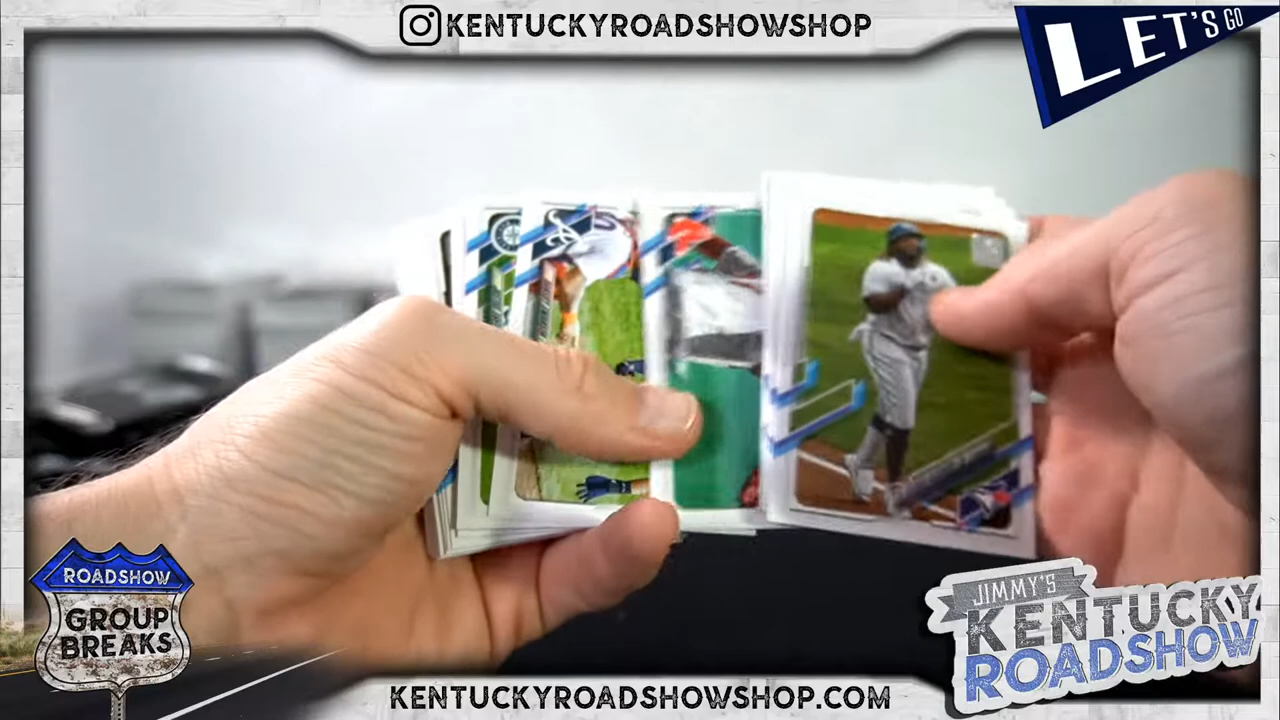 KENTUCKYROADSHOWSHOP
LET'S GO
ROADSHOW
GROUP
BREAKS
JIMMY'S
KENTUCKY
ROADSHOW
KENTUCKYROADSHOWSHOP.COM